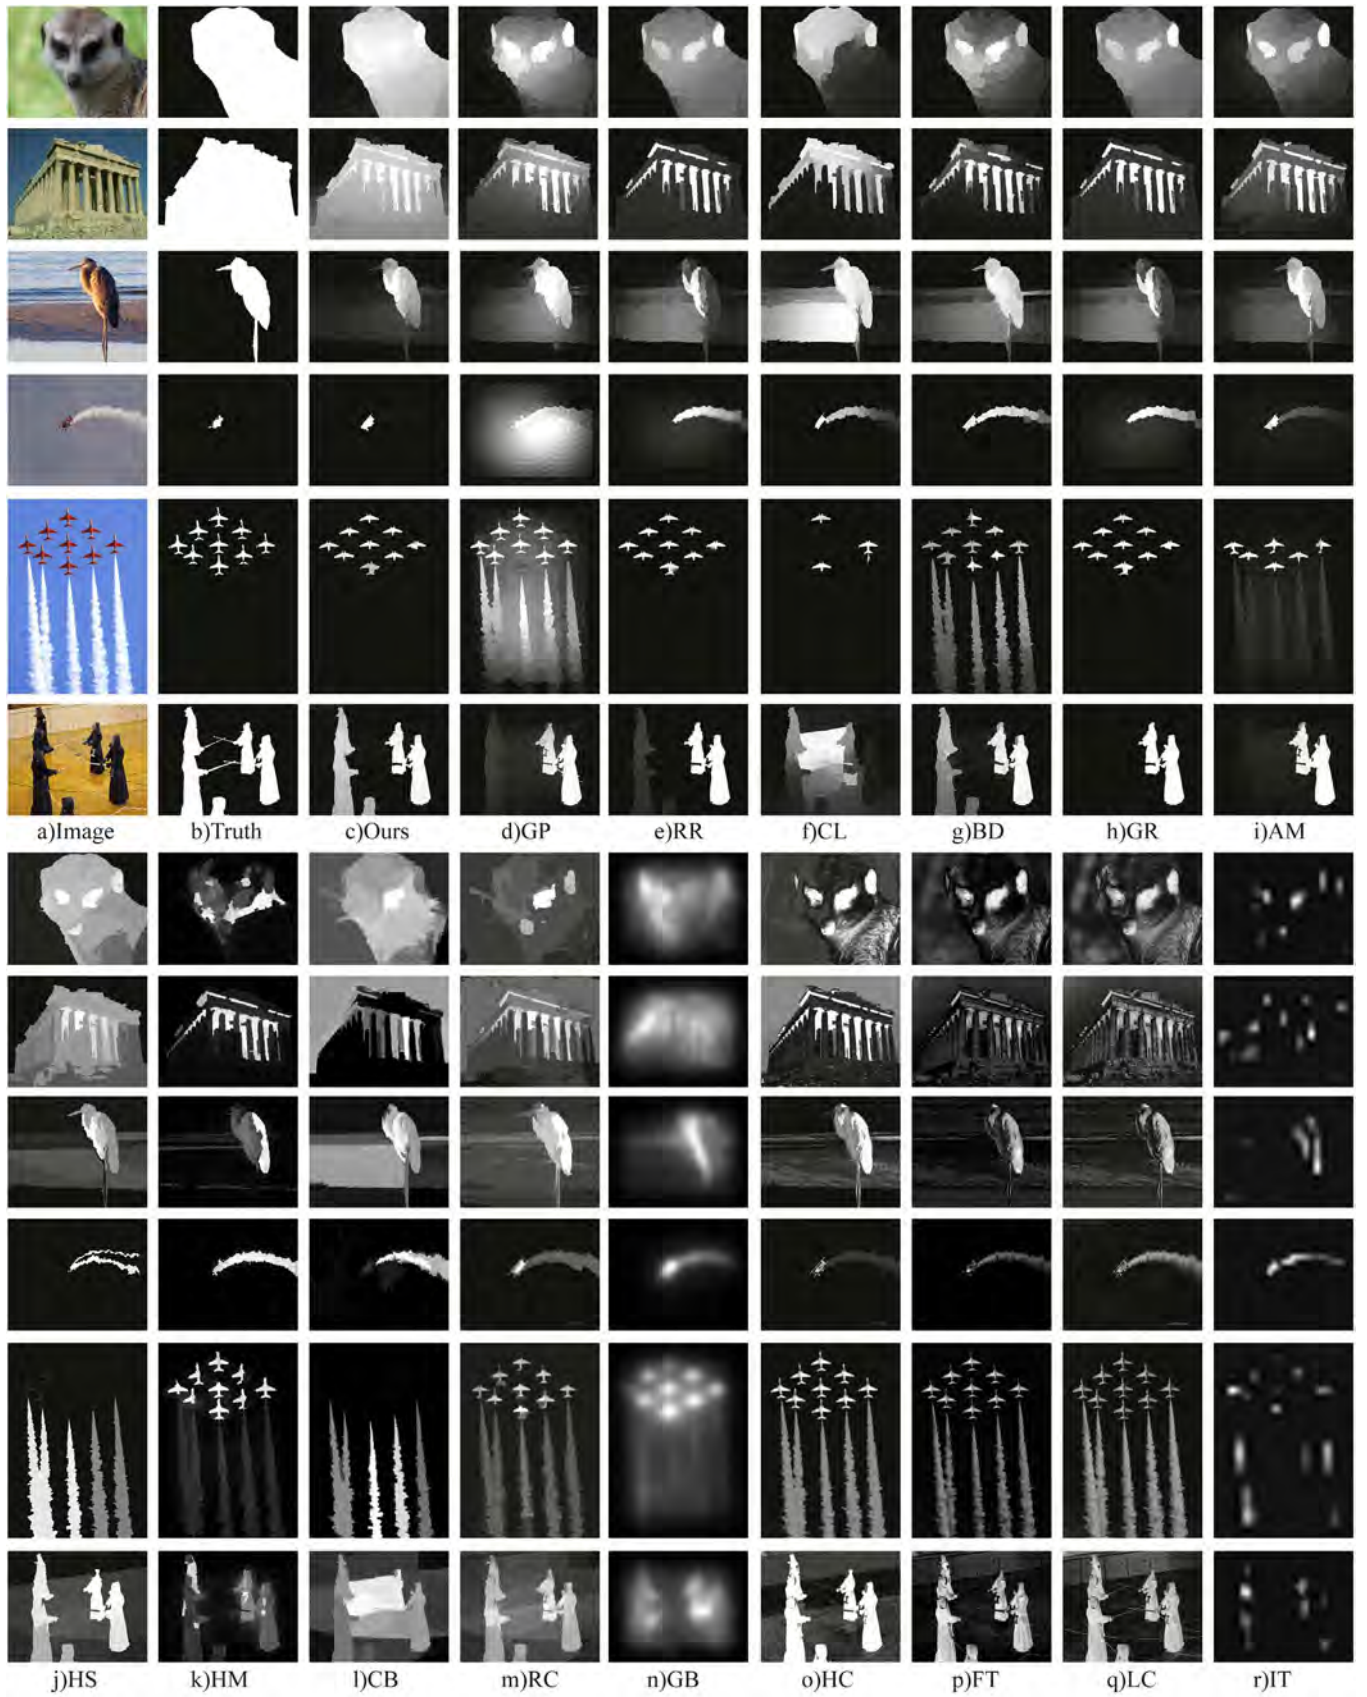 a)Image b)Truth c)Ours d)GP e)RR f)CL g)BD h)GR i)AM
j)HS k)HM l)CB m)RC n)GB o)HC p)FT q)LC r)IT